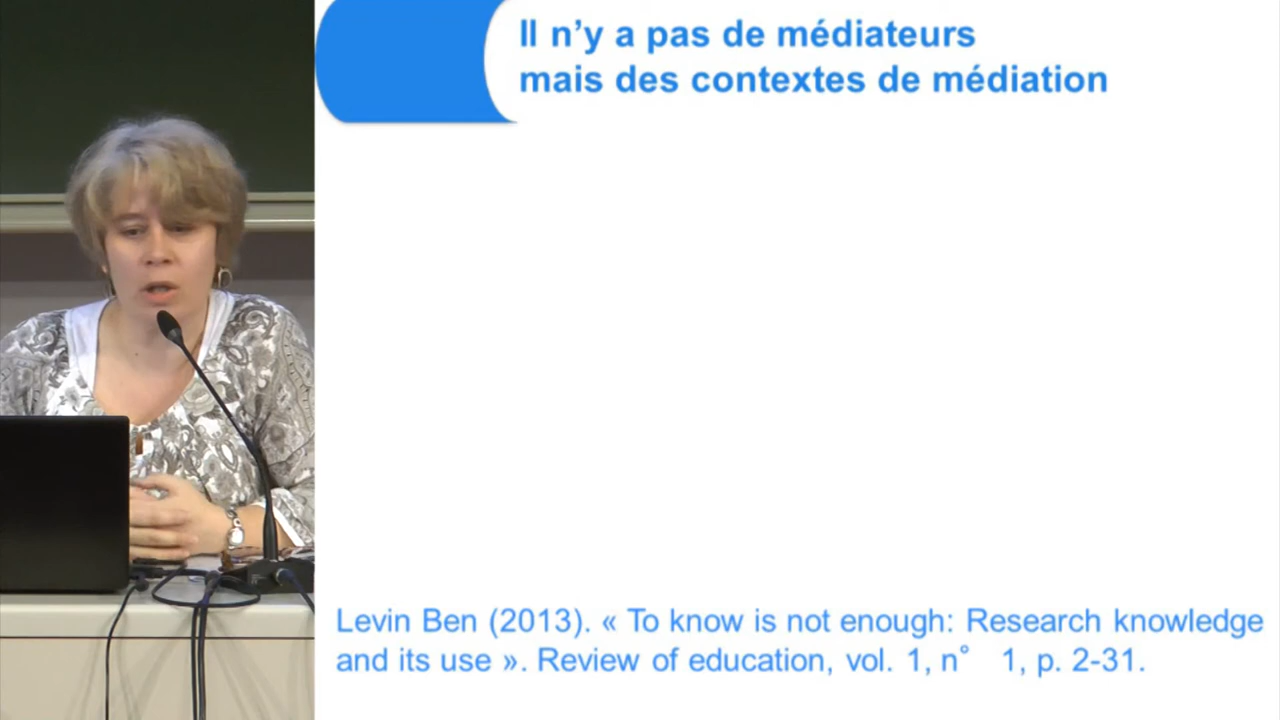 Il n’y a pas de médiateurs
mais des contextes de médiation
Levin Ben (2013). « To know is not enough: Research knowledge
and its use ». Review of education, vol. 1, n° 1, p. 2-31.